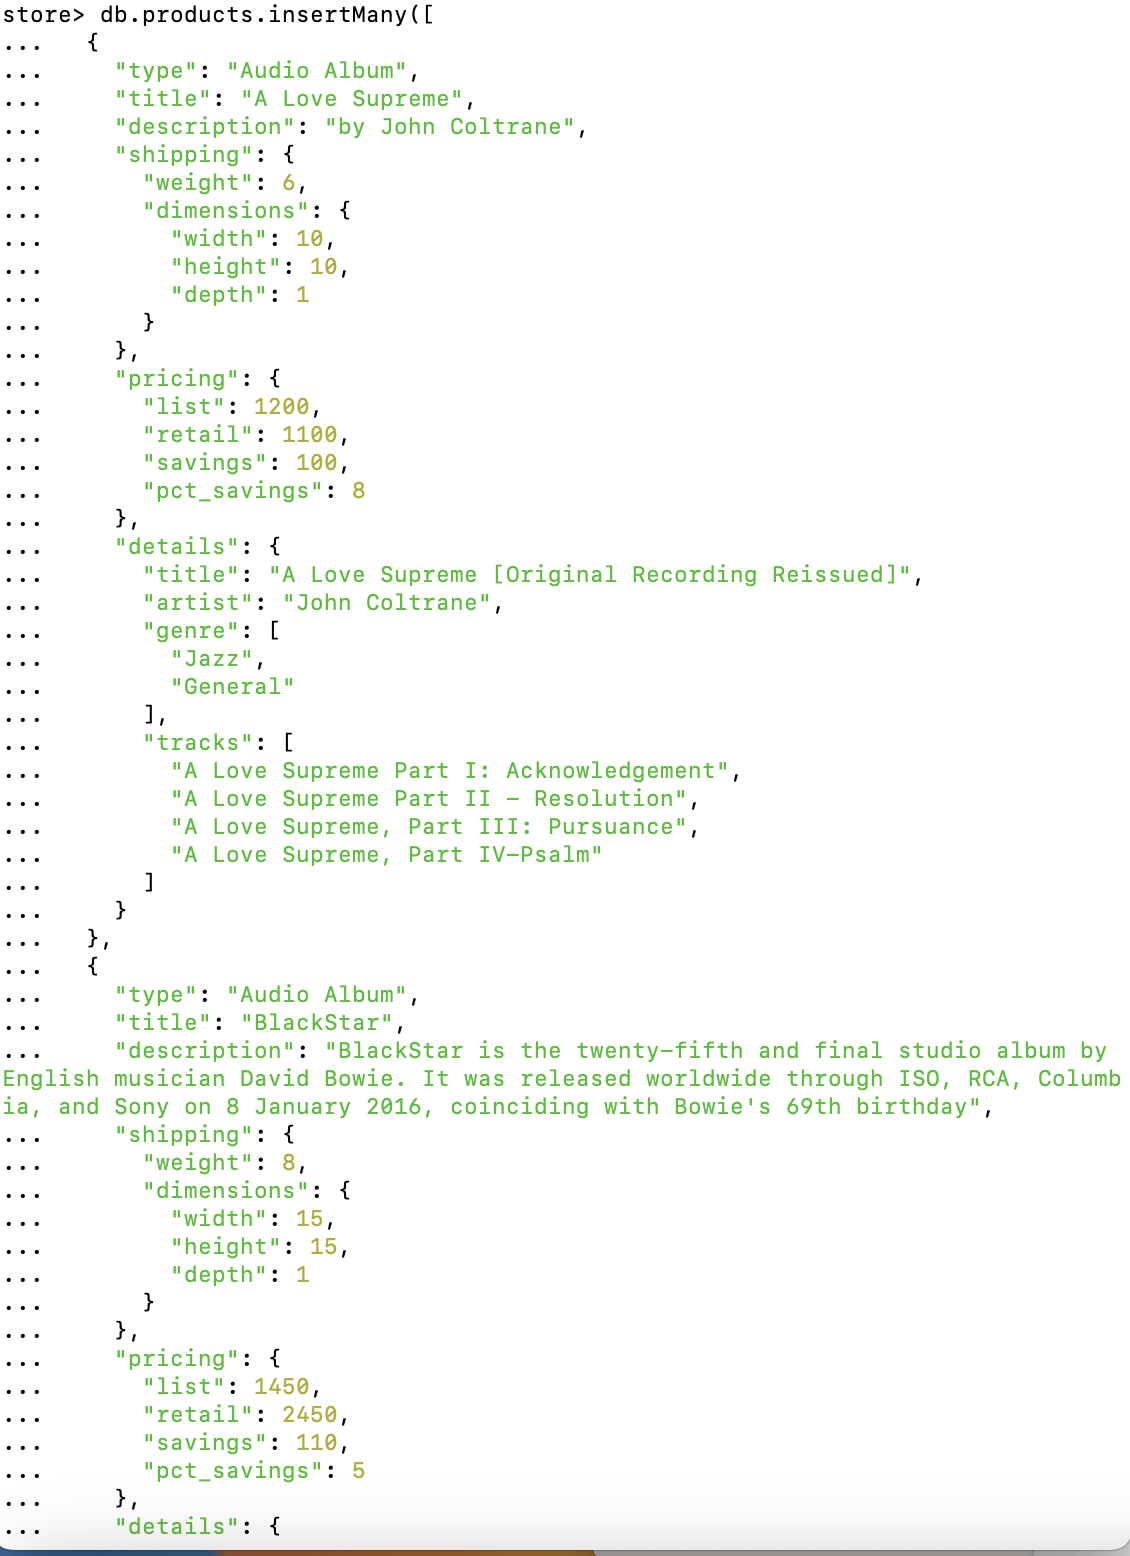 store> db.products.insertMany([
...   {
...     "type": "Audio Album",
...     "title": "A Love Supreme",
...     "description": "by John Coltrane",
...     "shipping": {
...       "weight": 6,
...       "dimensions": {
...         "width": 10,
...         "height": 10,
...         "depth": 1
...       }
...     },
...     "pricing": {
...       "list": 1200,
...       "retail": 1100,
...       "savings": 100,
...       "pct_savings": 8
...     },
...     "details": {
...       "title": "A Love Supreme [Original Recording Reissued]",
...       "artist": "John Coltrane",
...       "genre": [
...         "Jazz",
...         "General"
...       ],
...       "tracks": [
...         "A Love Supreme Part I: Acknowledgement",
...         "A Love Supreme Part II – Resolution",
...         "A Love Supreme, Part III: Pursuance",
...         "A Love Supreme, Part IV-Psalm"
...       ]
...     }
...   },
...   {
...     "type": "Audio Album",
...     "title": "BlackStar",
...     "description": "BlackStar is the twenty-fifth and final studio album by
English musician David Bowie. It was released worldwide through ISO, RCA, Columb
ia, and Sony on 8 January 2016, coinciding with Bowie's 69th birthday",
...     "shipping": {
...       "weight": 8,
...       "dimensions": {
...         "width": 15,
...         "height": 15,
...         "depth": 1
...       }
...     },
...     "pricing": {
...       "list": 1450,
...       "retail": 2450,
...       "savings": 110,
...       "pct_savings": 5
...     },
...     "details": {